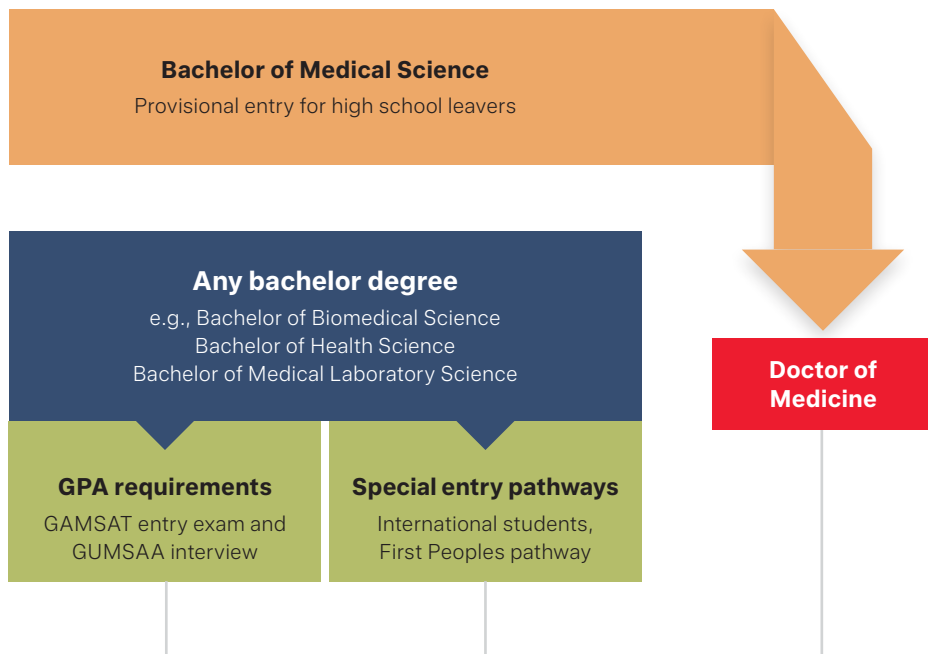 Bachelor of Medical Science
Provisional entry for high school leavers
Any bachelor degree
e.g., Bachelor of Biomedical Science
Bachelor of Health Science
Bachelor of Medical Laboratory Science
Doctor of
Medicine
GPA requirements
GAMSAT entry exam and
GUMSAA interview
Special entry pathways
International students,
First Peoples pathway